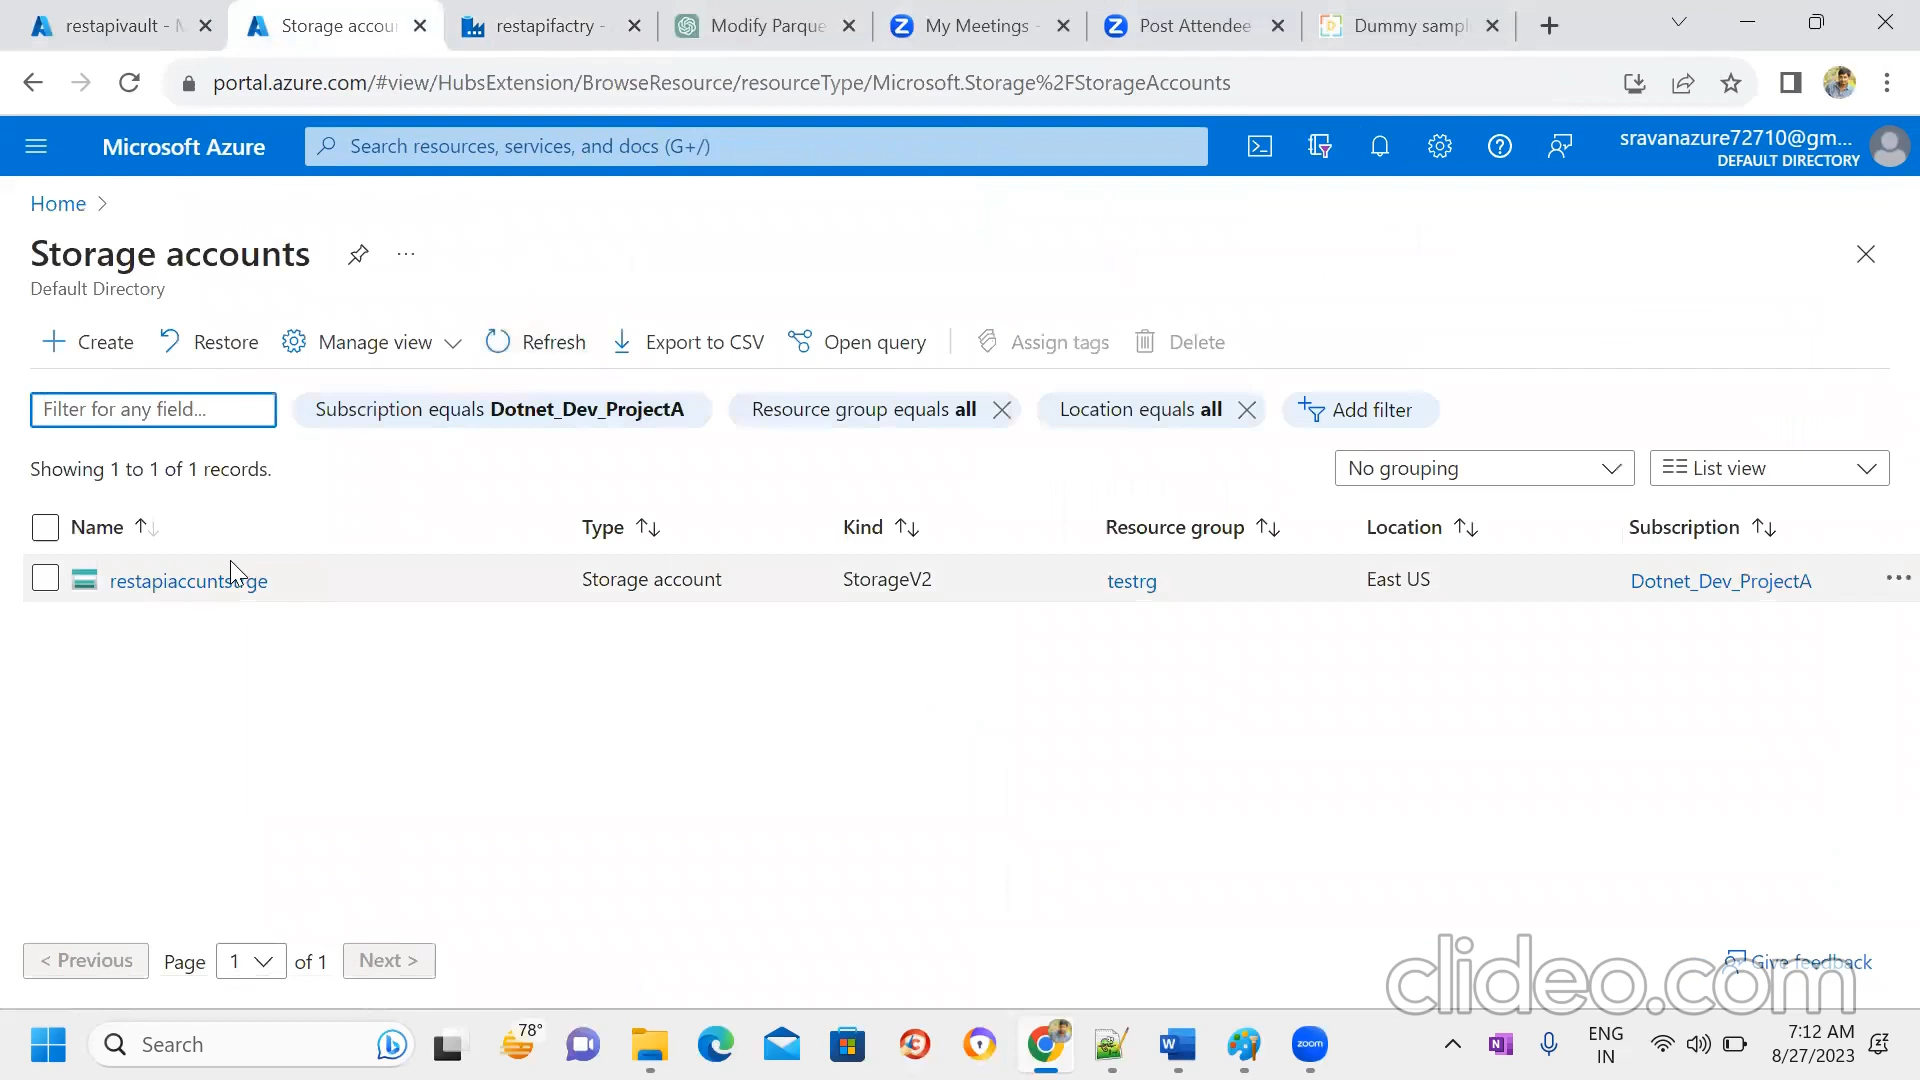 restapivault - M
Storage accou
restapifactry -
Modify Parque
My Meetings -
Post Attendee
Dummy sampl
portal.azure.com/#view/HubsExtension/BrowseResource/resourceType/Microsoft.Storage%2FStorageAccounts
Microsoft Azure
Search resources, services, and docs (G+/)
sravanazure72710@gm...
DEFAULT DIRECTORY
Home >
Storage accounts
...
Default Directory
Create
Restore
Manage view
Refresh
Export to CSV
Open query
Assign tags
Delete
Filter for any field...
Subscription equals Dotnet_Dev_ProjectA
Resource group equals all
Location equals all
Add filter
Showing 1 to 1 of 1 records.
No grouping
List view
Name
Type
Kind
Resource group
Location
Subscription
Storage account
StorageV2
testrg
East US
Dotnet_Dev_ProjectA
...
< Previous
Page
1
of 1
Next >
Give feedback
clideo.com
Search
78°
zoom
ENG
IN
7:12 AM
8/27/2023